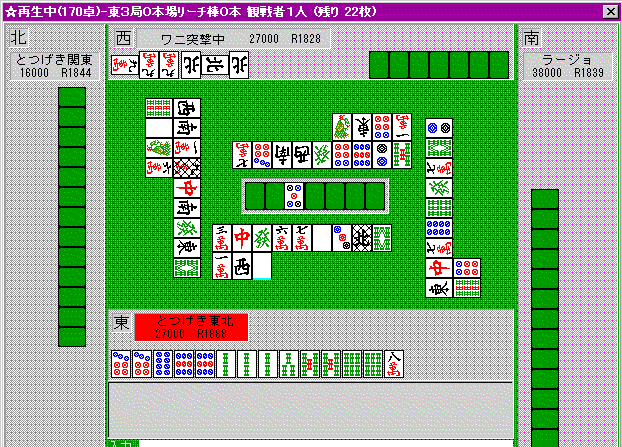 ★再生中(170卓)-東3局0本場リーチ棒0本 観戦者1人 (残り 22枚)
北
とつげき関東
16000 R1844
西
ワニ突撃中 27000 R1828
南
ラージョ
38000 R1839
東
とつげき東北
27000 R1888
入力